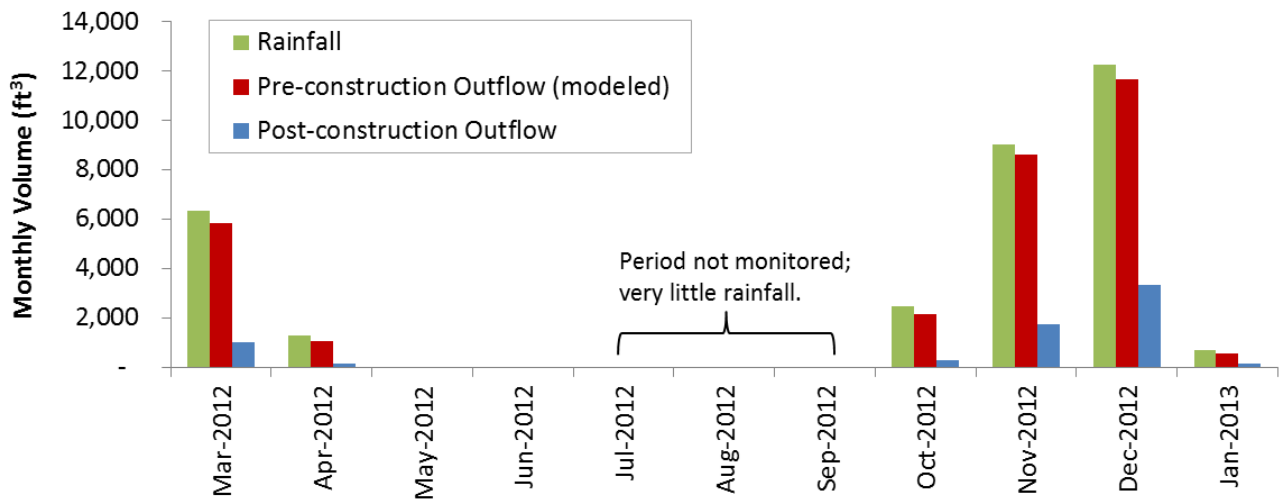 Monthly Volume (ft³)
14,000
12,000
10,000
8,000
6,000
4,000
2,000
-
Rainfall
Pre-construction Outflow (modeled)
Post-construction Outflow
Period not monitored;
very little rainfall.
Mar-2012
Apr-2012
May-2012
Jun-2012
Jul-2012
Aug-2012
Sep-2012
Oct-2012
Nov-2012
Dec-2012
Jan-2013